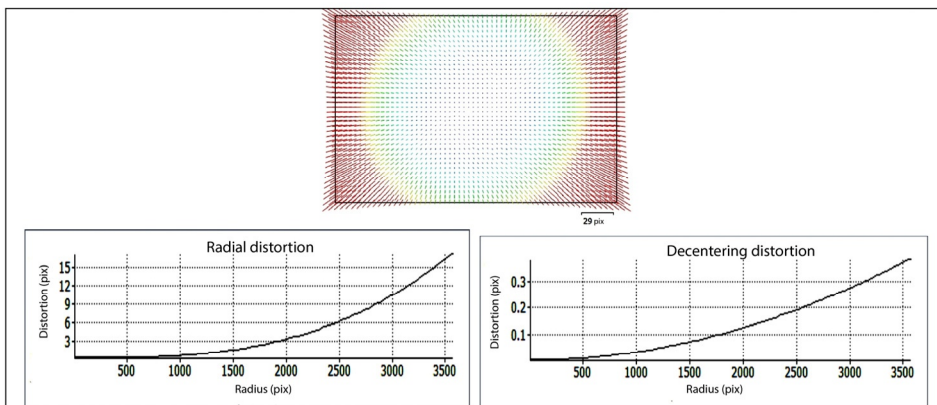 29 pix
Radial distortion
15
12
9
6
3
Distortion (pix)
500 1000 1500 2000 2500 3000 3500
Radius (pix)
Decentering distortion
0.3
0.2
0.1
Distortion (pix)
500 1000 1500 2000 2500 3000 3500
Radius (pix)